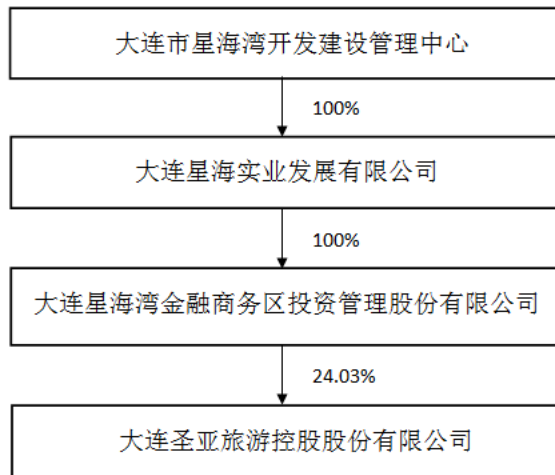 大连市星海湾开发建设管理中心
100%
大连星海实业发展有限公司
100%
大连星海湾金融商务区投资管理股份有限公司
24.03%
大连圣亚旅游控股股份有限公司